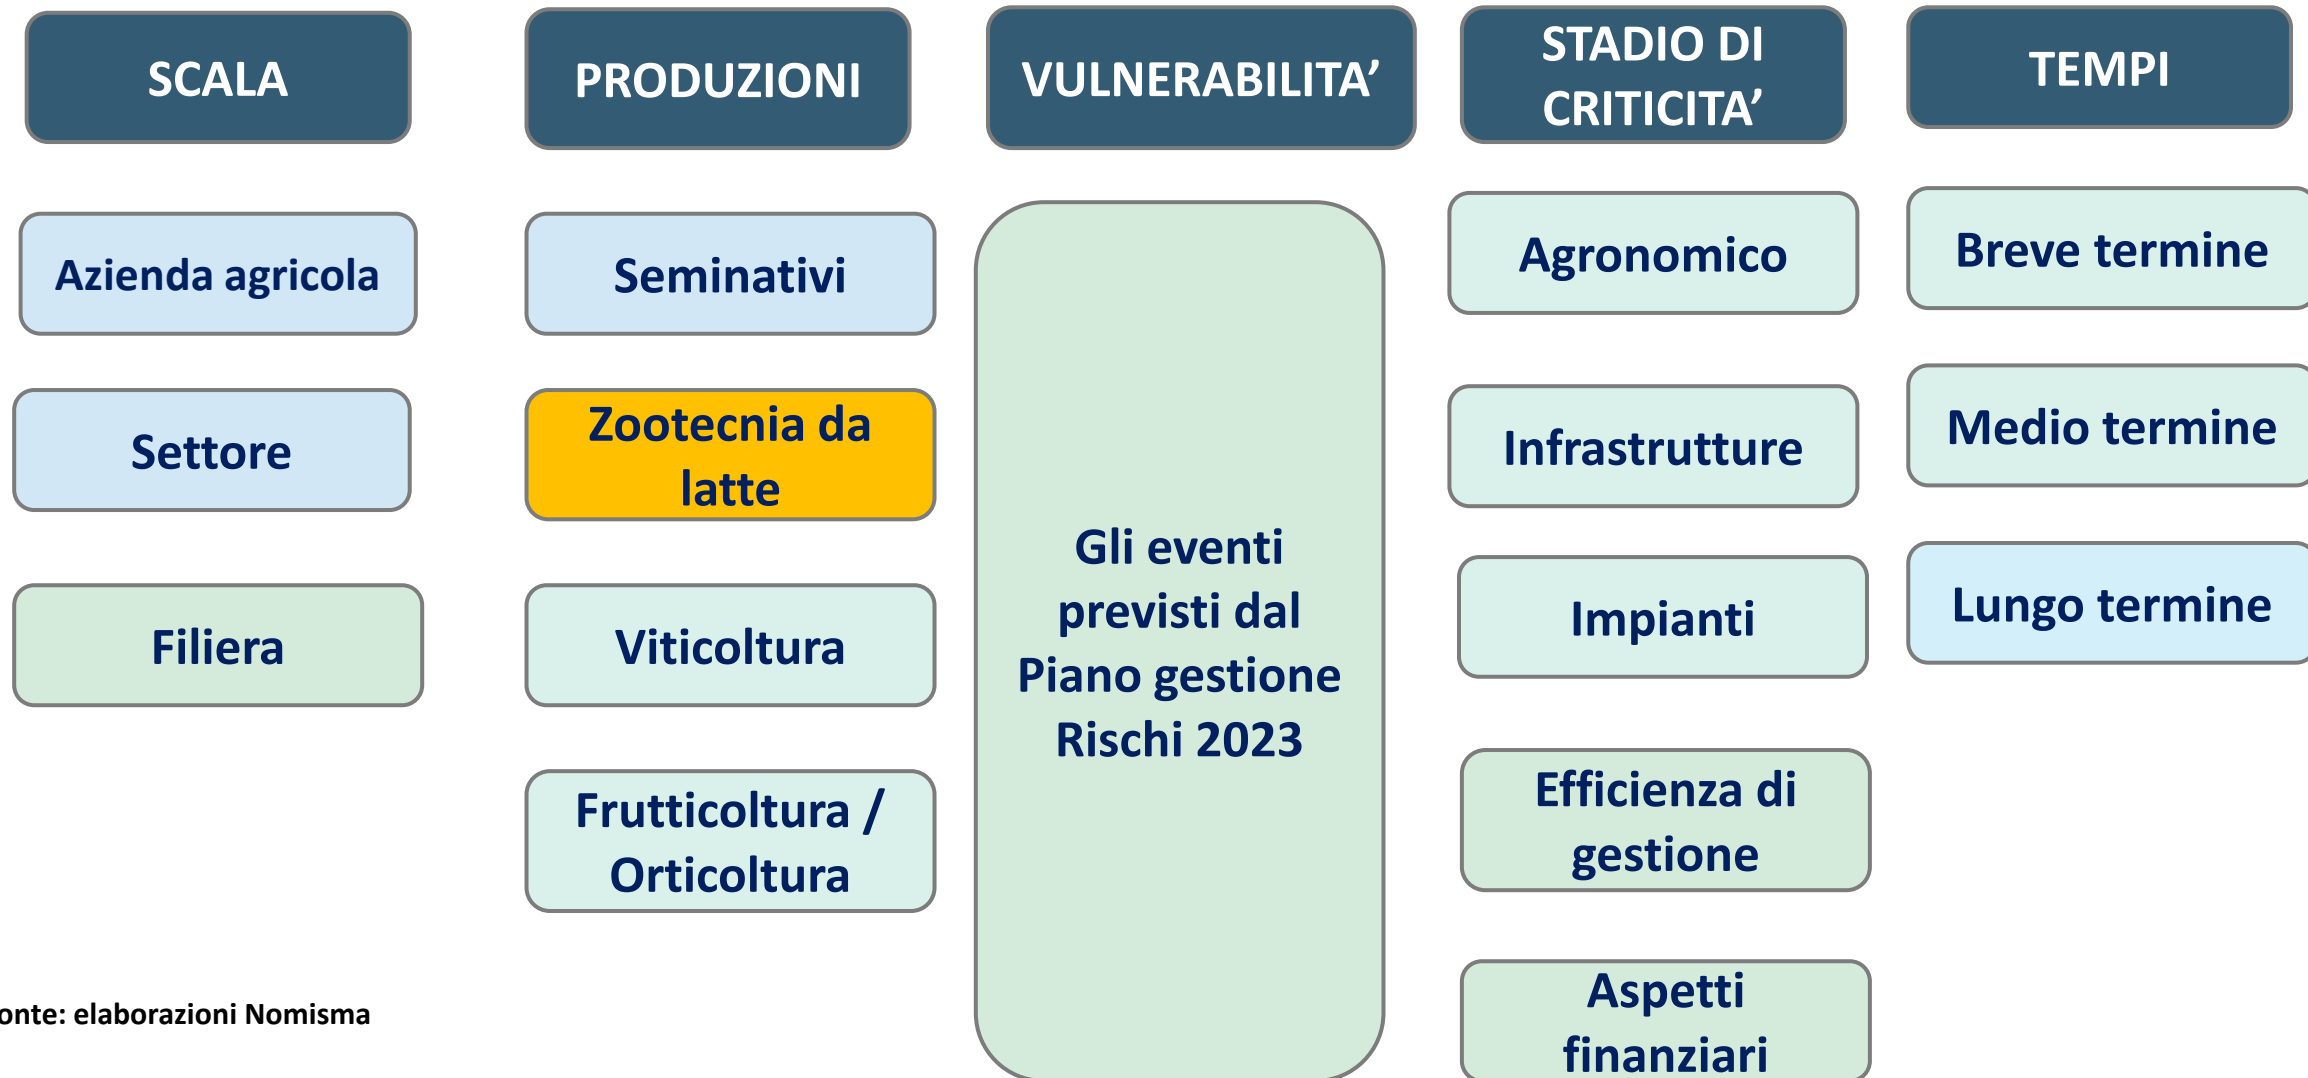 SCALA
PRODUZIONI
VULNERABILITA’
STADIO DI
CRITICITA’
TEMPI
Azienda agricola
Settore
Filiera
Seminativi
Zootecnia da
latte
Viticoltura
Frutticoltura /
Orticoltura
Gli eventi
previsti dal
Piano gestione
Rischi 2023
Agronomico
Infrastrutture
Impianti
Efficienza di
gestione
Aspetti
finanziari
Breve termine
Medio termine
Lungo termine
onte: elaborazioni Nomisma